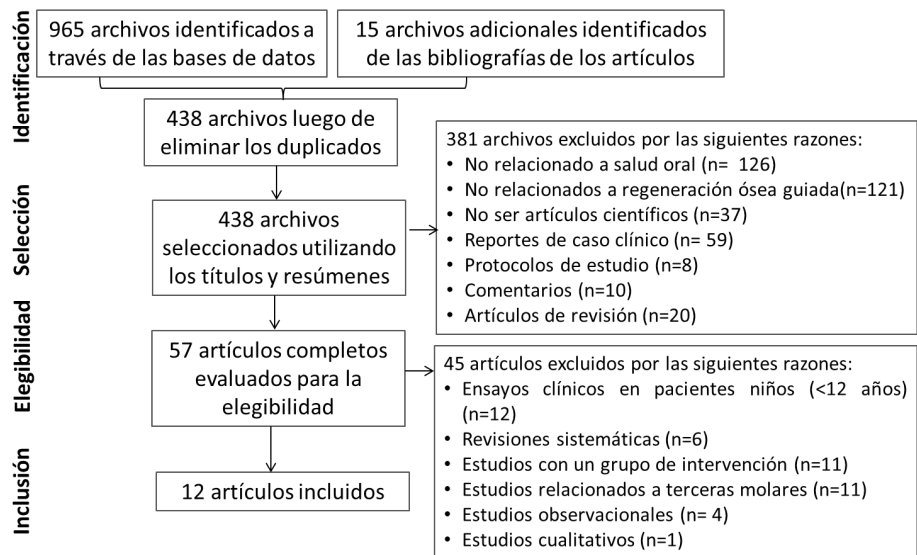 Identificación
965 archivos identificados a
través de las bases de datos
15 archivos adicionales identificados
de las bibliografías de los artículos
438 archivos luego de
eliminar los duplicados
Selección
438 archivos
seleccionados utilizando
los títulos y resúmenes
381 archivos excluidos por las siguientes razones:
• No relacionado a salud oral (n= 126)
• No relacionados a regeneración ósea guiada(n=121)
• No ser artículos científicos (n=37)
• Reportes de caso clínico (n= 59)
• Protocolos de estudio (n=8)
• Comentarios (n=10)
• Artículos de revisión (n=20)
Elegibilidad
57 artículos completos
evaluados para la
elegibilidad
45 artículos excluidos por las siguientes razones:
• Ensayos clínicos en pacientes niños (<12 años)
(n=12)
• Revisiones sistemáticas (n=6)
• Estudios con un grupo de intervención (n=11)
• Estudios relacionados a terceras molares (n=11)
• Estudios observacionales (n= 4)
• Estudios cualitativos (n=1)
Inclusión
12 artículos incluidos